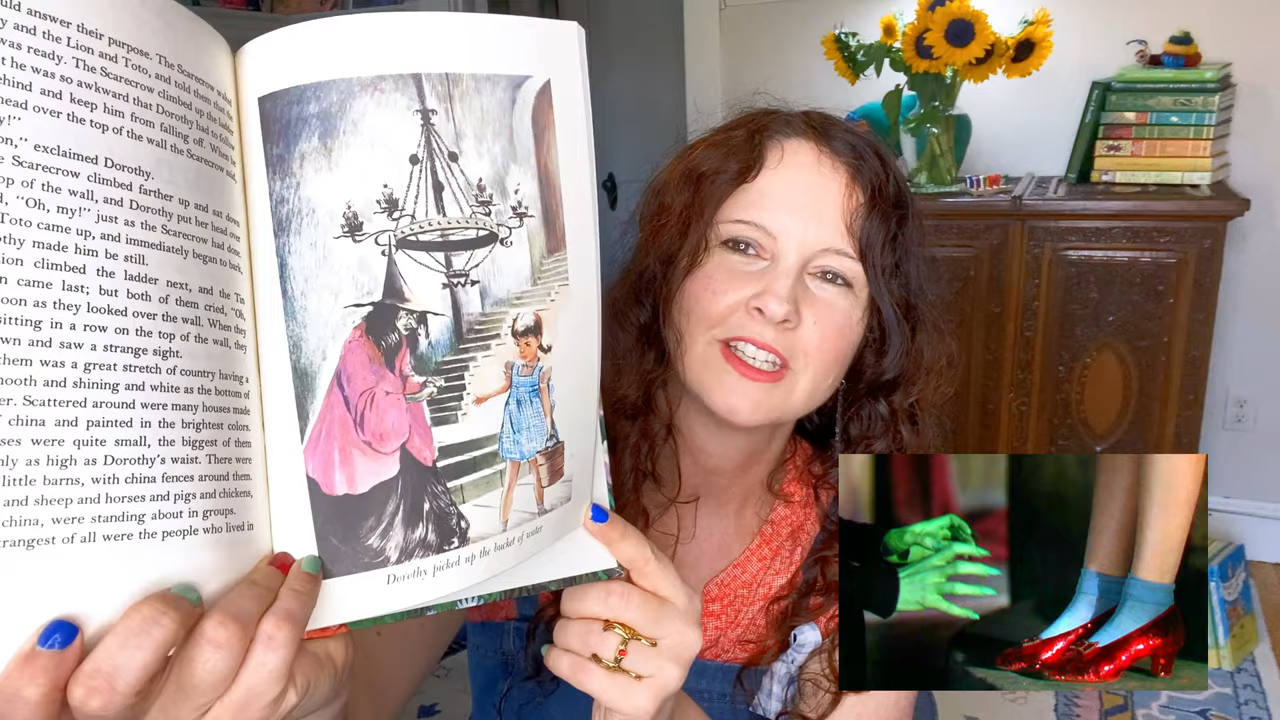 uld answer their purpose. The Scarecrow
y and the Lion and Toto, and told them that
was ready. The Scarecrow climbed up the ladder
t he was so awkward that Dorothy had to follow
ehind and keep him from falling off. When he
head over the top of the wall the Scarecrow said,
y!"
on," exclaimed Dorothy.
e Scarecrow climbed farther up and sat down
op of the wall, and Dorothy put her head over
d, "Oh, my!" just as the Scarecrow had done.
Toto came up, and immediately began to bark,
othy made him be still.
ion climbed the ladder next, and the Tin
n came last; but both of them cried, "Oh,
soon as they looked over the wall. When they
sitting in a row on the top of the wall, they
wn and saw a strange sight.
them was a great stretch of country having a
mooth and shining and white as the bottom of
er. Scattered around were many houses made
f china and painted in the brightest colors.
ses were quite small, the biggest of them
nly as high as Dorothy's waist. There were
little barns, with china fences around them.
and sheep and horses and pigs and chickens,
china, were standing about in groups.
rangest of all were the people who lived in
Dorothy picked up the bucket of water